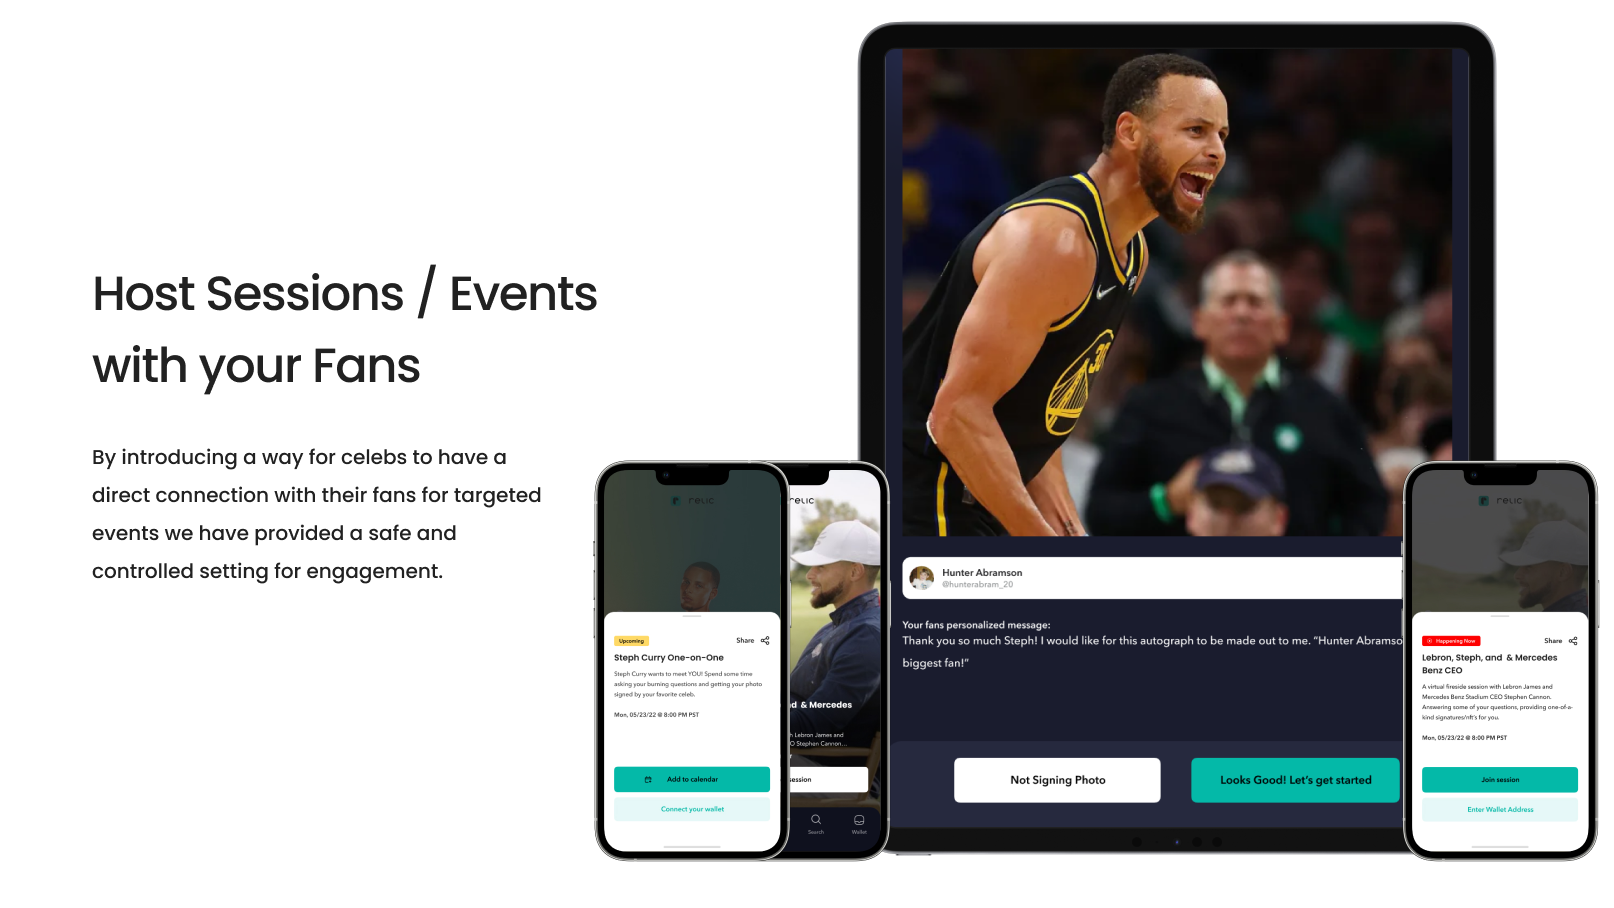 Host Sessions / Events
with your Fans
By introducing a way for celebs to have a
direct connection with their fans for targeted
events we have provided a safe and
controlled setting for engagement.
relic
Upcoming
Share
Steph Curry One-on-One
Steph Curry wants to meet YOU! Spend some time
asking your burning questions and getting your photo
signed by your favorite celeb.
Mon, 05/23/22 @ 8:00 PM PST
Add to calendar
Connect your wallet
relic
& Mercedes
Lebron James and
Stephen Cannon...
session
Search
Wallet
30
Hunter Abramson
@hunterabram_20
Your fans personalized message:
Thank you so much Steph! I would like for this autograph to be made out to me. “Hunter Abramso
biggest fan!”
Not Signing Photo
Looks Good! Let’s get started
relic
Happening Now
Share
Lebron, Steph, and & Mercedes
Benz CEO
A virtual fireside session with Lebron James and
Mercedes Benz Stadium CEO Stephen Cannon.
Answering some of your questions, providing one-of-a-
kind signatures/nft's for you.
Mon, 05/23/22 @ 8:00 PM PST
Join session
Enter Wallet Address